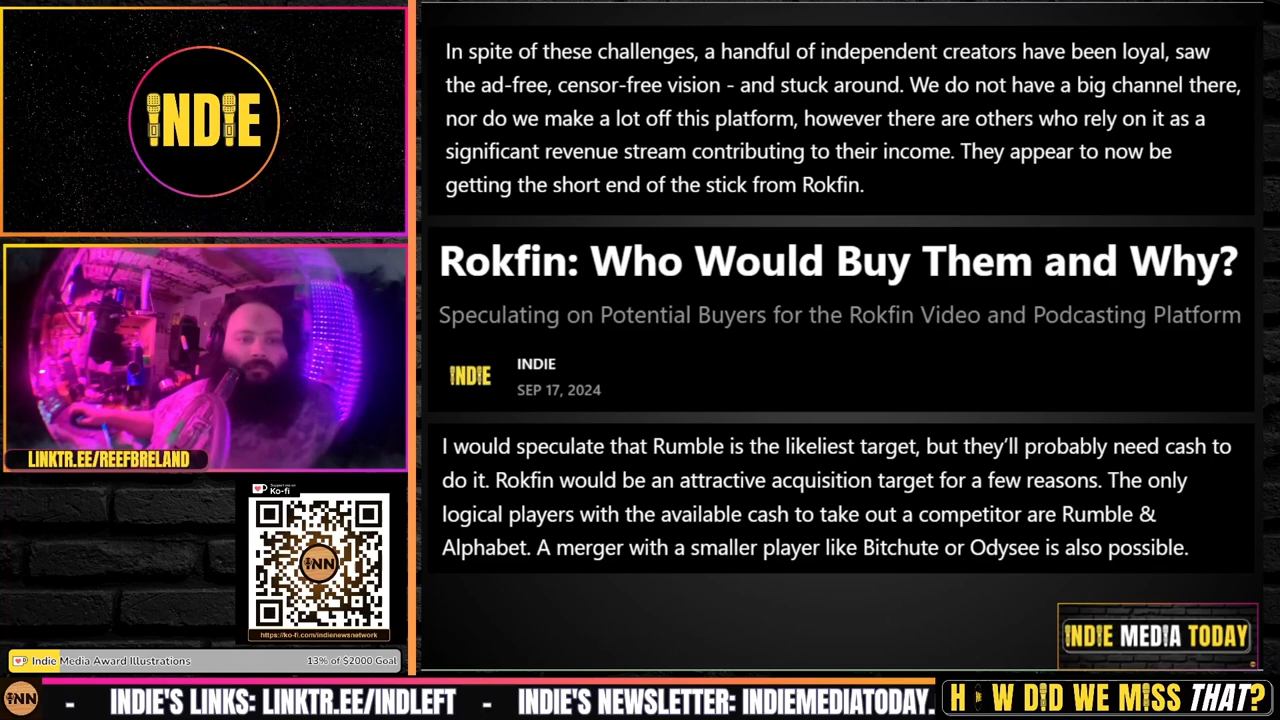 INDIE
LINKTR.EE/REEFBRELAND
Support me on
Ko-fi
INN
https://ko-fi.com/indienewsnetwork
Indie Media Award Illustrations 13% of $2000 Goal
In spite of these challenges, a handful of independent creators have been loyal, saw
the ad-free, censor-free vision - and stuck around. We do not have a big channel there,
nor do we make a lot off this platform, however there are others who rely on it as a
significant revenue stream contributing to their income. They appear to now be
getting the short end of the stick from Rokfin.
Rokfin: Who Would Buy Them and Why?
Speculating on Potential Buyers for the Rokfin Video and Podcasting Platform
INDIE
INDIE
SEP 17, 2024
I would speculate that Rumble is the likeliest target, but they'll probably need cash to
do it. Rokfin would be an attractive acquisition target for a few reasons. The only
logical players with the available cash to take out a competitor are Rumble &
Alphabet. A merger with a smaller player like Bitchute or Odysee is also possible.
INDIE MEDIA TODAY
INN - INDIE'S LINKS: LINKTR.EE/INDLEFT - INDIE'S NEWSLETTER: INDIEMEDIATODAY.
HOW DID WE MISS THAT?